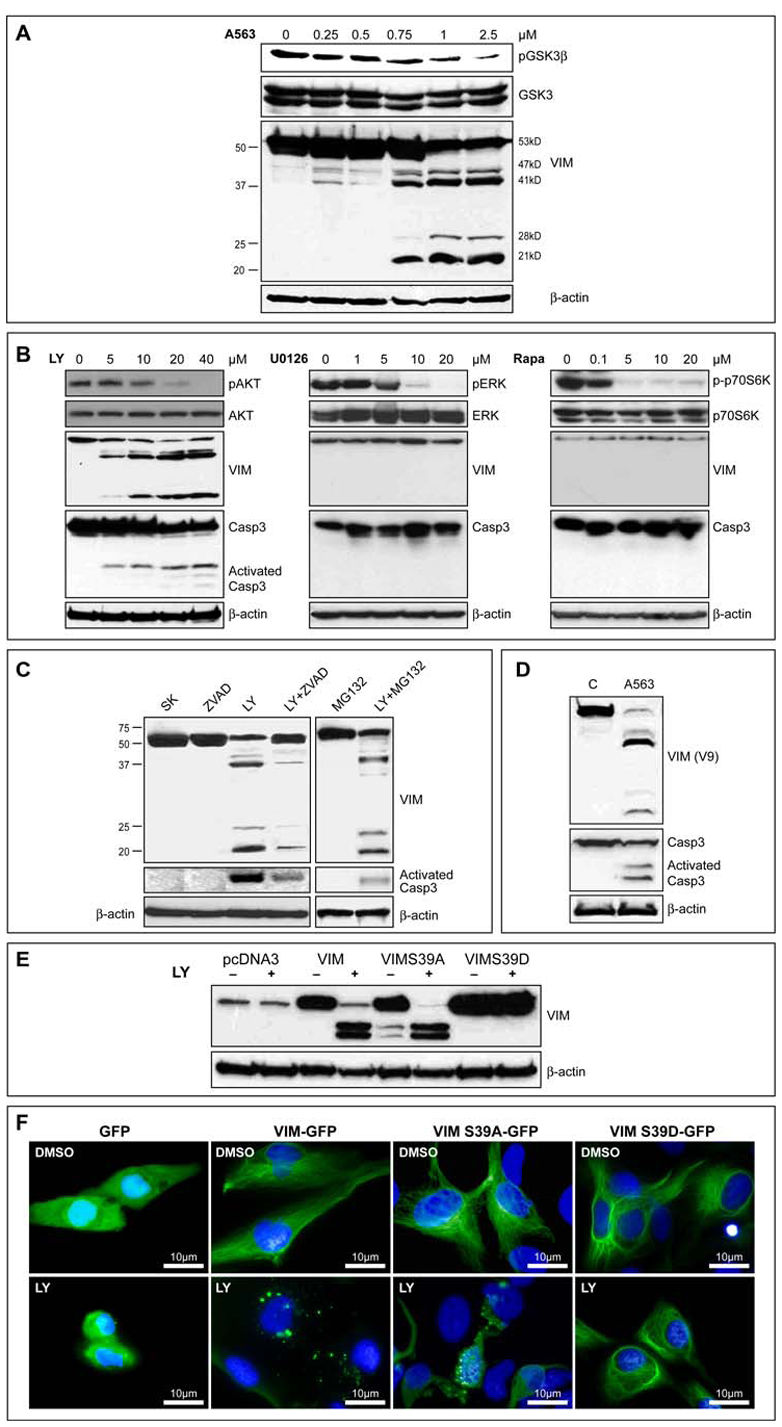 A
A563 0 0.25 0.5 0.75 1 2.5 µM
pGSK3β
GSK3
50
37
25
20
53kD
47kD
41kD
28kD
21kD
VIM
β-actin
B
LY 0 5 10 20 40 µM
pAKT
AKT
VIM
Casp3
Activated
Casp3
β-actin
U0126 0 1 5 10 20 µM
pERK
ERK
VIM
Casp3
β-actin
Rapa 0 0.1 5 10 20 µM
p-p70S6K
p70S6K
VIM
Casp3
β-actin
C
SK ZVAD LY LY+ZVAD MG132 LY+MG132
75
50
37
25
20
VIM
Activated
Casp3
β-actin β-actin
D
C A563
VIM (V9)
Casp3
Activated
Casp3
β-actin
E
pcDNA3 VIM VIMS39A VIMS39D
LY – + – + – + – +
VIM
β-actin
F
GFP VIM-GFP VIM S39A-GFP VIM S39D-GFP
DMSO DMSO DMSO DMSO
10µm 10µm 10µm 10µm
LY LY LY LY
10µm 10µm 10µm 10µm